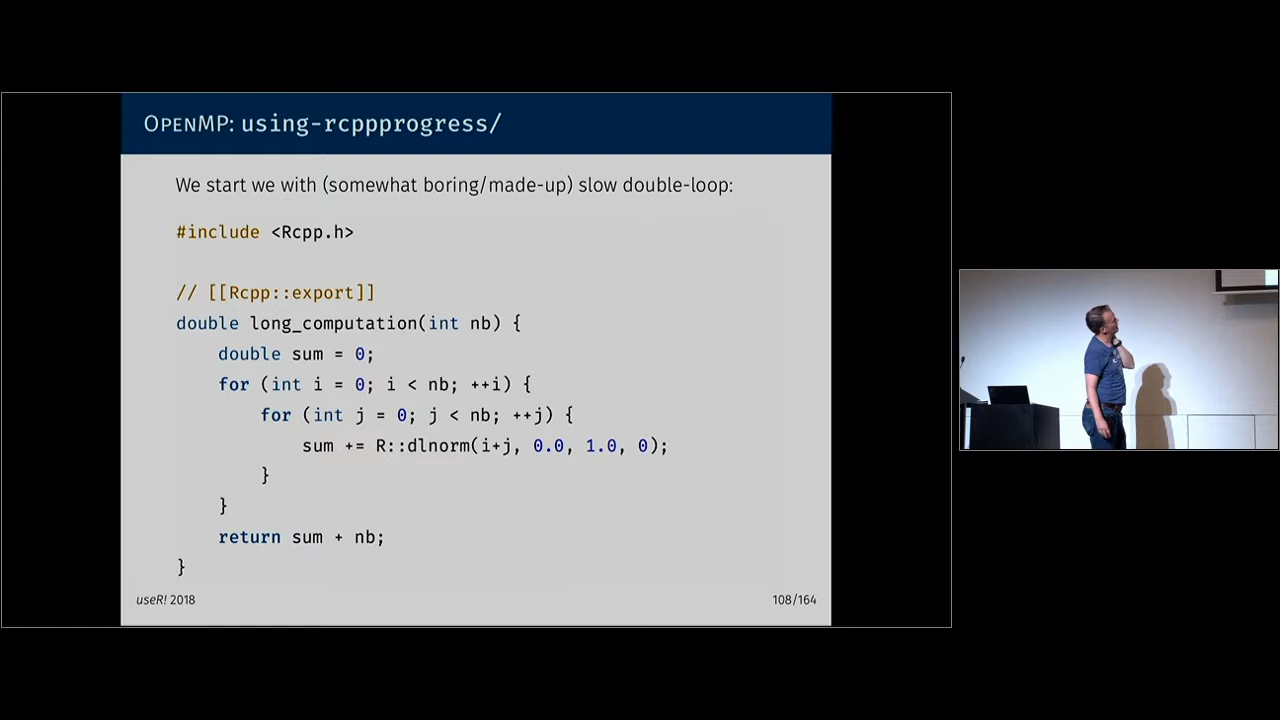 OPENMP: using-rcppprogress/
We start we with (somewhat boring/made-up) slow double-loop:
#include <Rcpp.h>
// [[Rcpp::export]]
double long_computation(int nb) {
    double sum = 0;
    for (int i = 0; i < nb; ++i) {
        for (int j = 0; j < nb; ++j) {
            sum += R::dlnorm(i+j, 0.0, 1.0, 0);
        }
    }
    return sum + nb;
}
useR! 2018
108/164